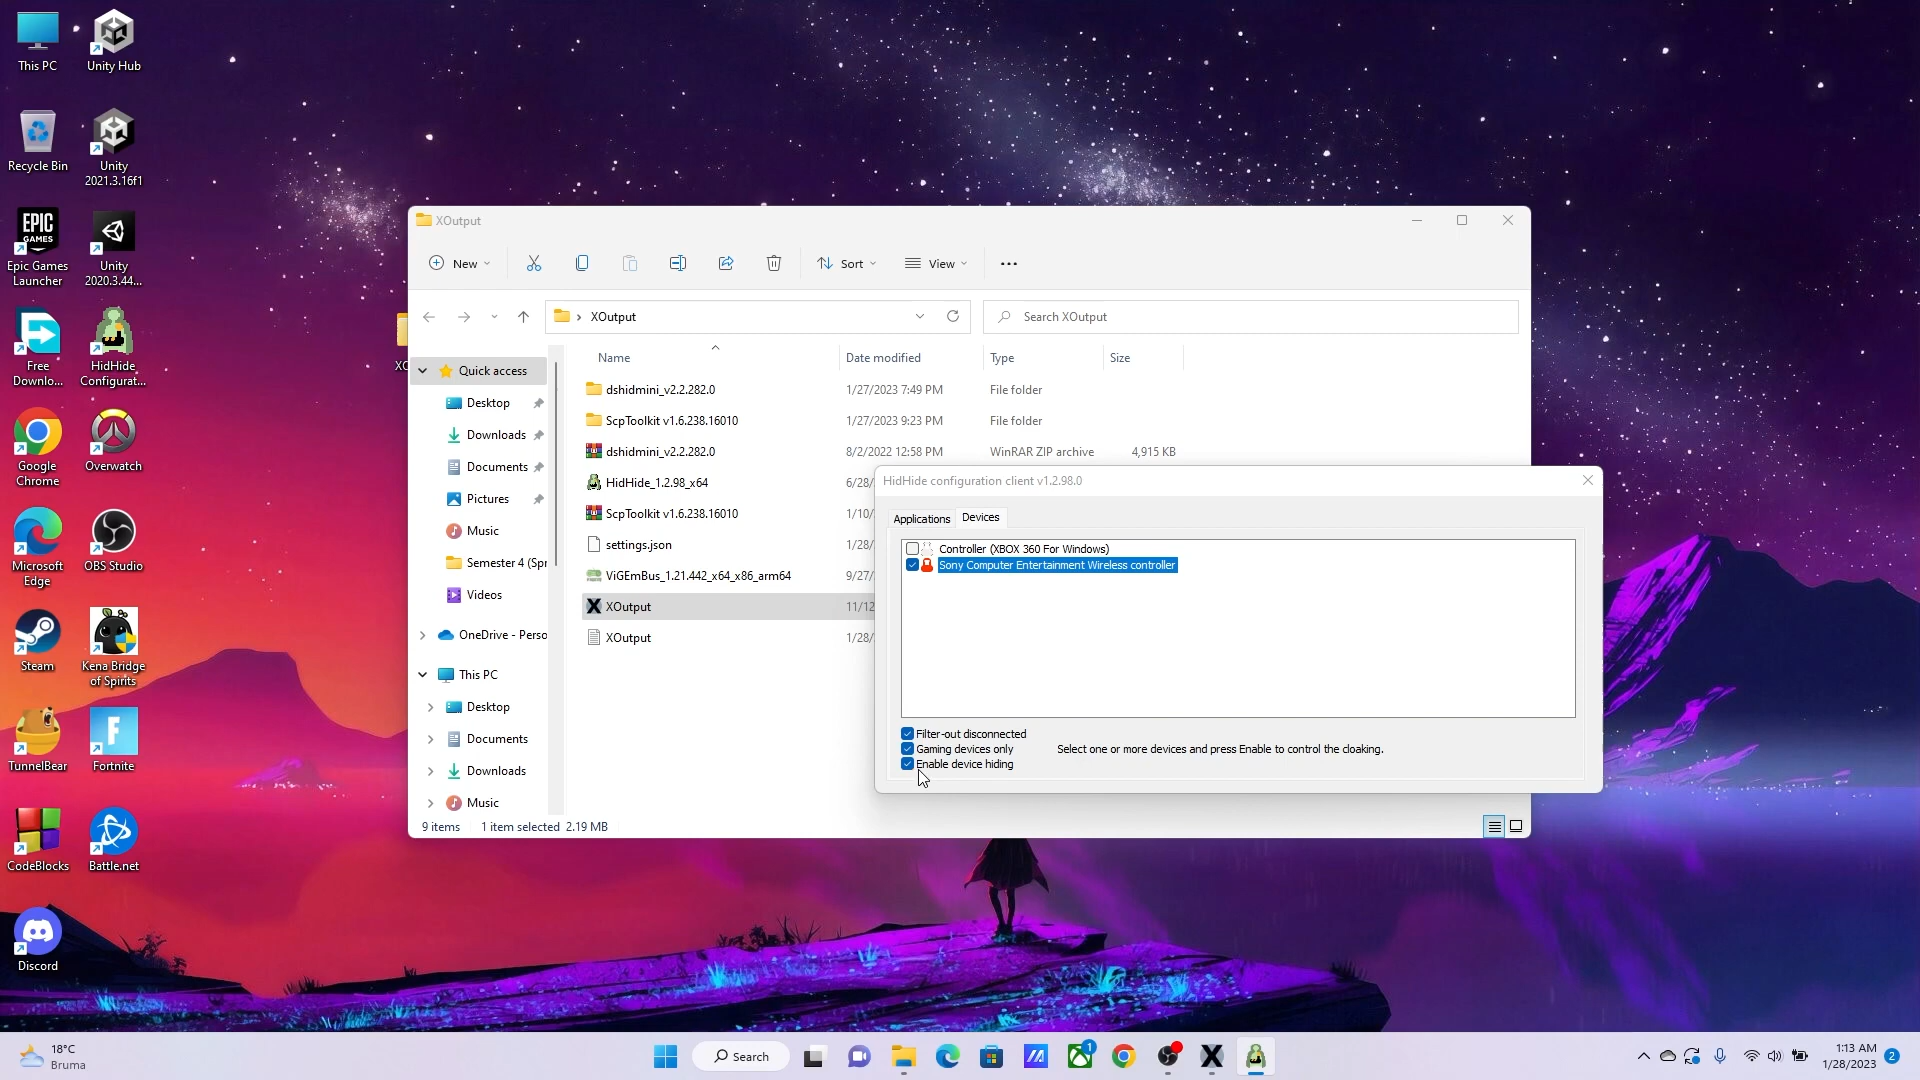 This PC
Unity Hub
Recycle Bin
Unity
2021.3.16f1
EPIC
GAMES
Epic Games
Launcher
Unity
2020.3.44...
Free
Downlo...
HidHide
Configurat...
Google
Chrome
Overwatch
Microsoft
Edge
OBS Studio
Steam
Kena Bridge
of Spirits
TunnelBear
Fortnite
CodeBlocks
Battle.net
Discord
XOutput
New
Sort
View
XOutput
Search XOutput
Name
Date modified
Type
Size
Quick access
Desktop
Downloads
Documents
Pictures
Music
Semester 4 (Spr
Videos
OneDrive - Perso
This PC
Desktop
Documents
Downloads
Music
dshidmini_v2.2.282.0 1/27/2023 7:49 PM File folder
ScpToolkit v1.6.238.16010 1/27/2023 9:23 PM File folder
dshidmini_v2.2.282.0 8/2/2022 12:58 PM WinRAR ZIP archive 4,915 KB
HidHide_1.2.98_x64 6/28/
ScpToolkit v1.6.238.16010 1/10/
settings.json 1/28/
ViGEmBus_1.21.442_x64_x86_arm64 9/27/
XOutput 11/12
XOutput 1/28/
9 items 1 item selected 2.19 MB
HidHide configuration client v1.2.98.0
Applications
Devices
Controller (XBOX 360 For Windows)
Sony Computer Entertainment Wireless controller
Filter-out disconnected
Gaming devices only
Enable device hiding
Select one or more devices and press Enable to control the cloaking.
18°C
Bruma
Search
1
1:13 AM
1/28/2023
2